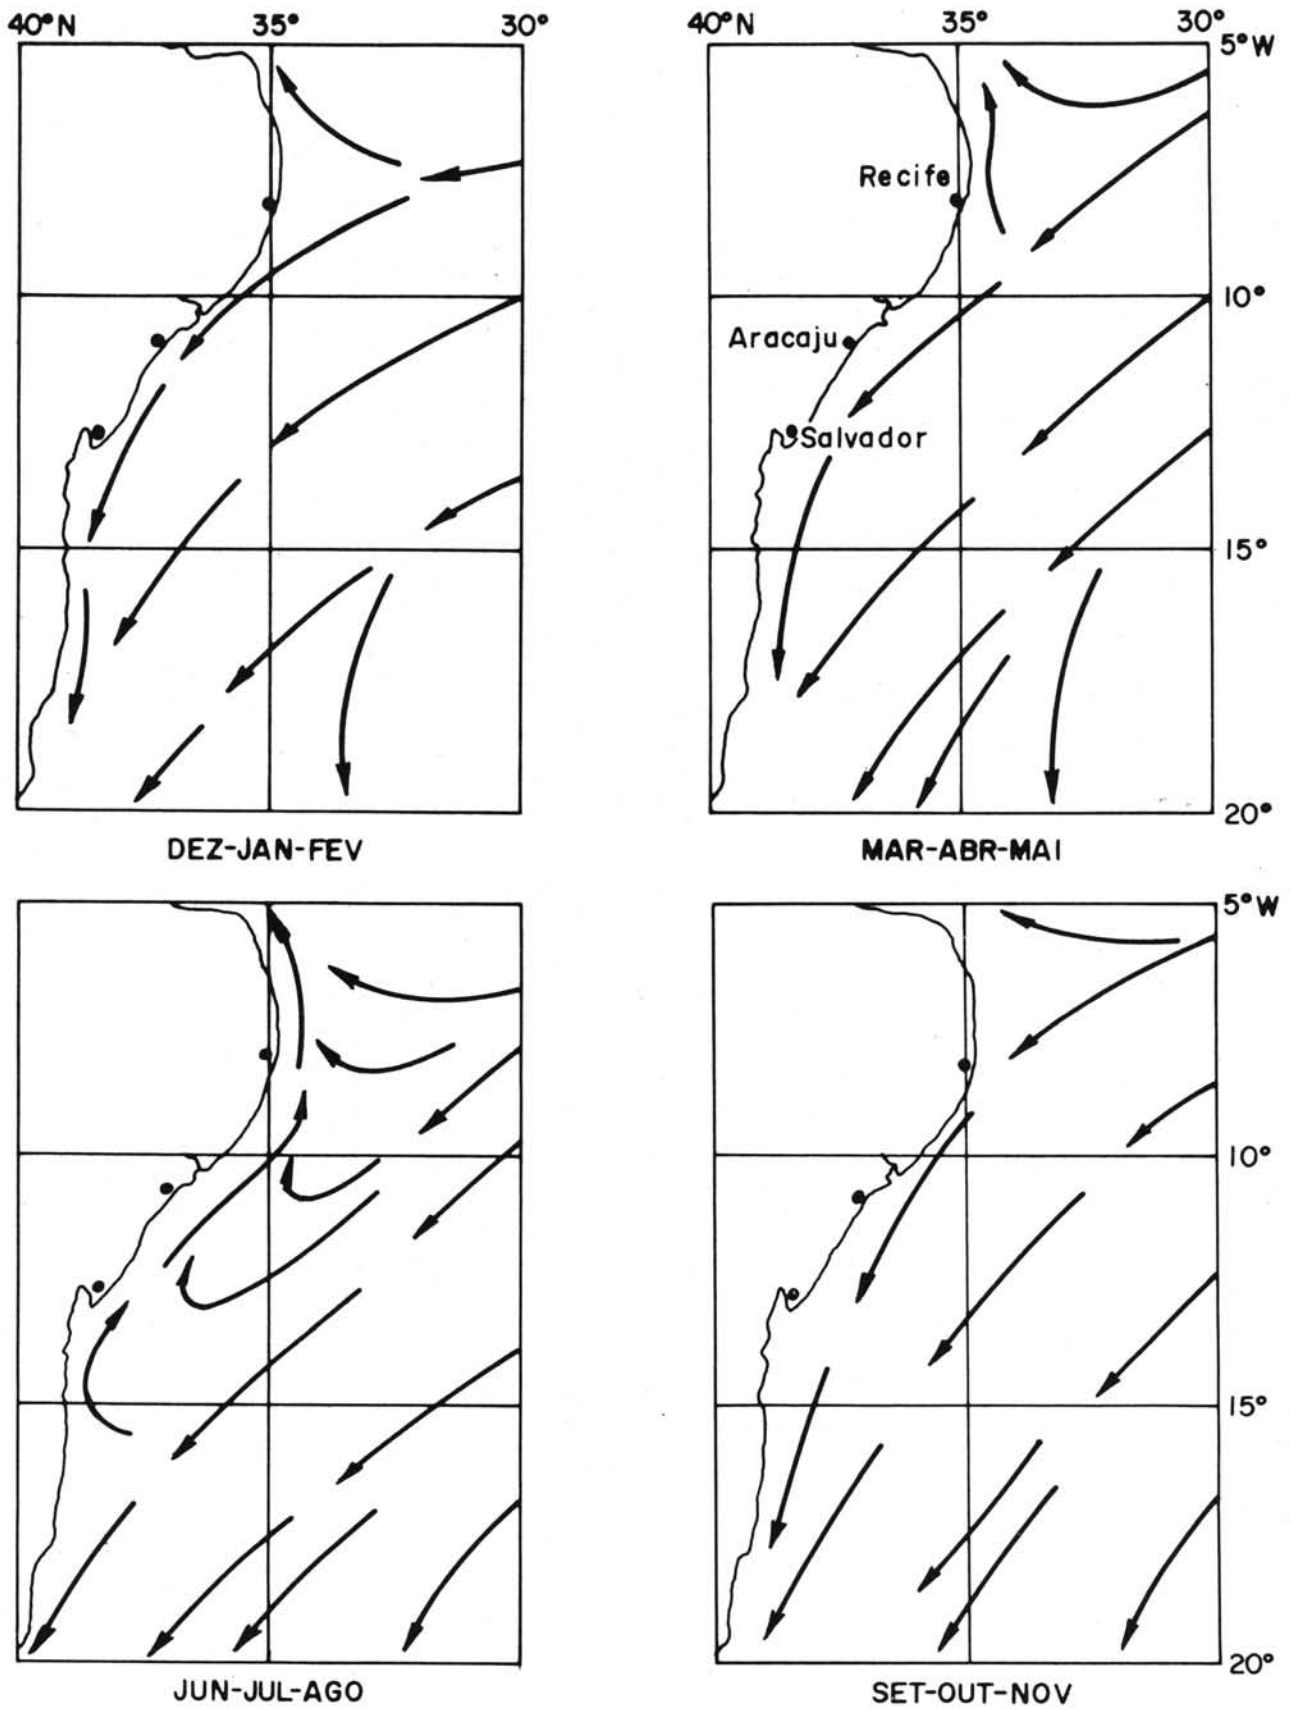 40°N 35° 30°
40°N 35° 30°
5°W
Recife
10°
Aracaju
Salvador
15°
20°
DEZ-JAN-FEV
MAR-ABR-MAI
5°W
10°
15°
20°
JUN-JUL-AGO
SET-OUT-NOV